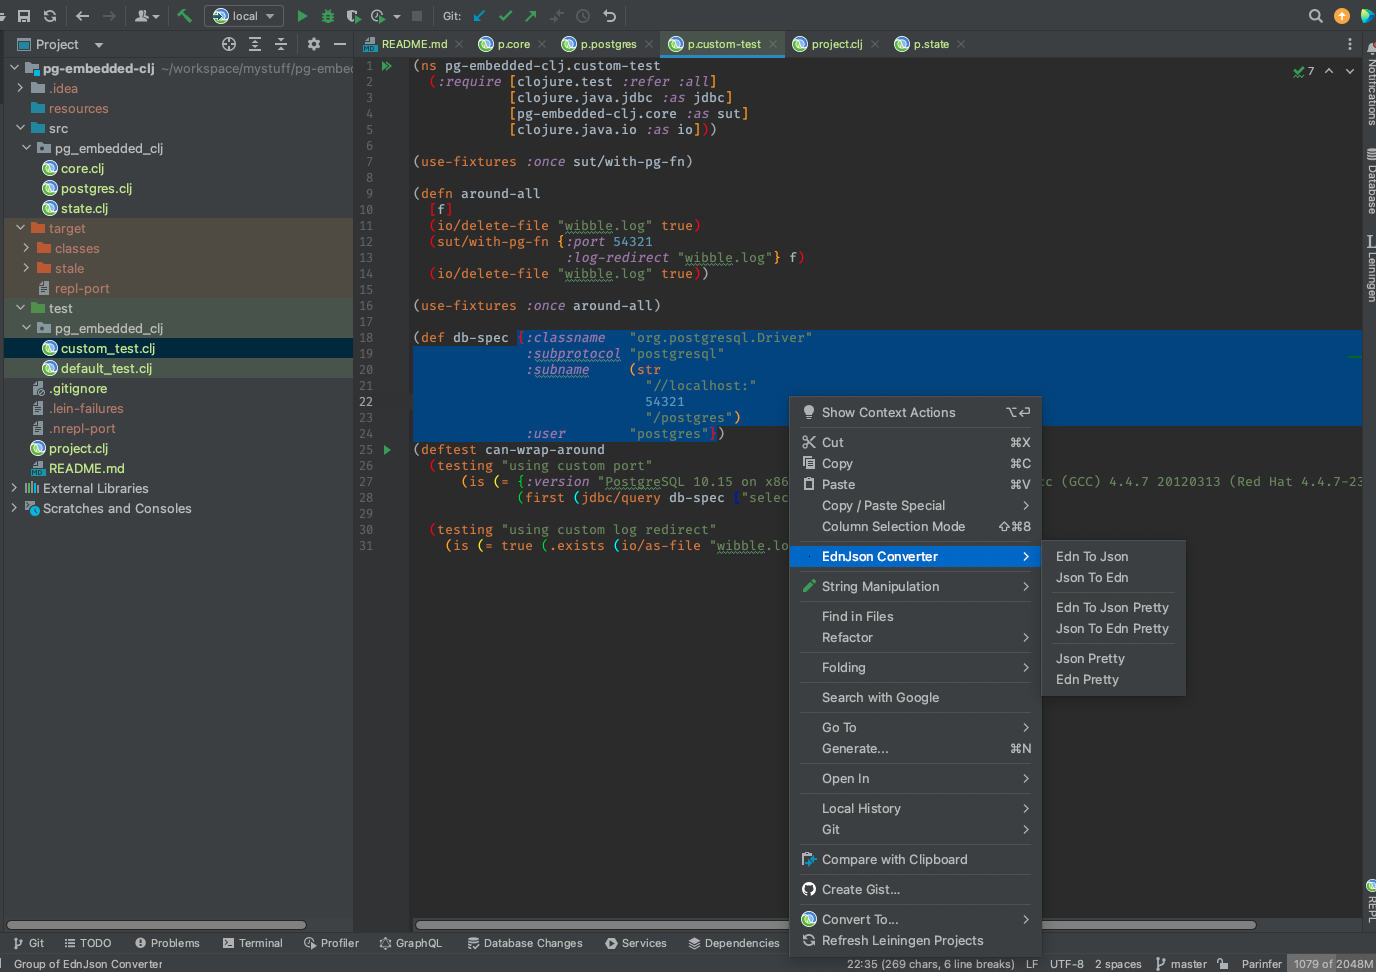 local
Git:
Project
README.md
p.core
p.postgres
p.custom-test
project.clj
p.state
pg-embedded-clj ~/workspace/mystuff/pg-embed
.idea
resources
src
pg_embedded_clj
core.clj
postgres.clj
state.clj
target
classes
stale
repl-port
test
pg_embedded_clj
custom_test.clj
default_test.clj
.gitignore
.lein-failures
.nrepl-port
project.clj
README.md
External Libraries
Scratches and Consoles
7
1 (ns pg-embedded-clj.custom-test
2 (:require [clojure.test :refer :all]
3 [clojure.java.jdbc :as jdbc]
4 [pg-embedded-clj.core :as sut]
5 [clojure.java.io :as io]))
6
7 (use-fixtures :once sut/with-pg-fn)
8
9 (defn around-all
10 [f]
11 (io/delete-file "wibble.log" true)
12 (sut/with-pg-fn {:port 54321
13 :log-redirect "wibble.log"} f)
14 (io/delete-file "wibble.log" true))
15
16 (use-fixtures :once around-all)
17
18 (def db-spec {:classname "org.postgresql.Driver"
19 :subprotocol "postgresql"
20 :subname (str
21 "//localhost:"
22 54321
23 "/postgres")
24 :user "postgres"})
25 (deftest can-wrap-around
26 (testing "using custom port"
27 (is (= {:version "PostgreSQL 10.15 on x86 cc (GCC) 4.4.7 20120313 (Red Hat 4.4.7-23
28 (first (jdbc/query db-spec ["selec
29
30 (testing "using custom log redirect"
31 (is (= true (.exists (io/as-file "wibble.lo
Show Context Actions ⌥⏎
Cut ⌘X
Copy ⌘C
Paste ⌘V
Copy / Paste Special
Column Selection Mode ⇧⌘8
EdnJson Converter
String Manipulation
Find in Files
Refactor
Folding
Search with Google
Go To
Generate... ⌘N
Open In
Local History
Git
Compare with Clipboard
Create Gist...
Convert To...
Refresh Leiningen Projects
Edn To Json
Json To Edn
Edn To Json Pretty
Json To Edn Pretty
Json Pretty
Edn Pretty
Notifications
Database
Leiningen
REPL
Git
TODO
Problems
Terminal
Profiler
GraphQL
Database Changes
Services
Dependencies
Group of EdnJson Converter
22:35 (269 chars, 6 line breaks)
LF
UTF-8
2 spaces
master
Parinfer
1079 of 2048M